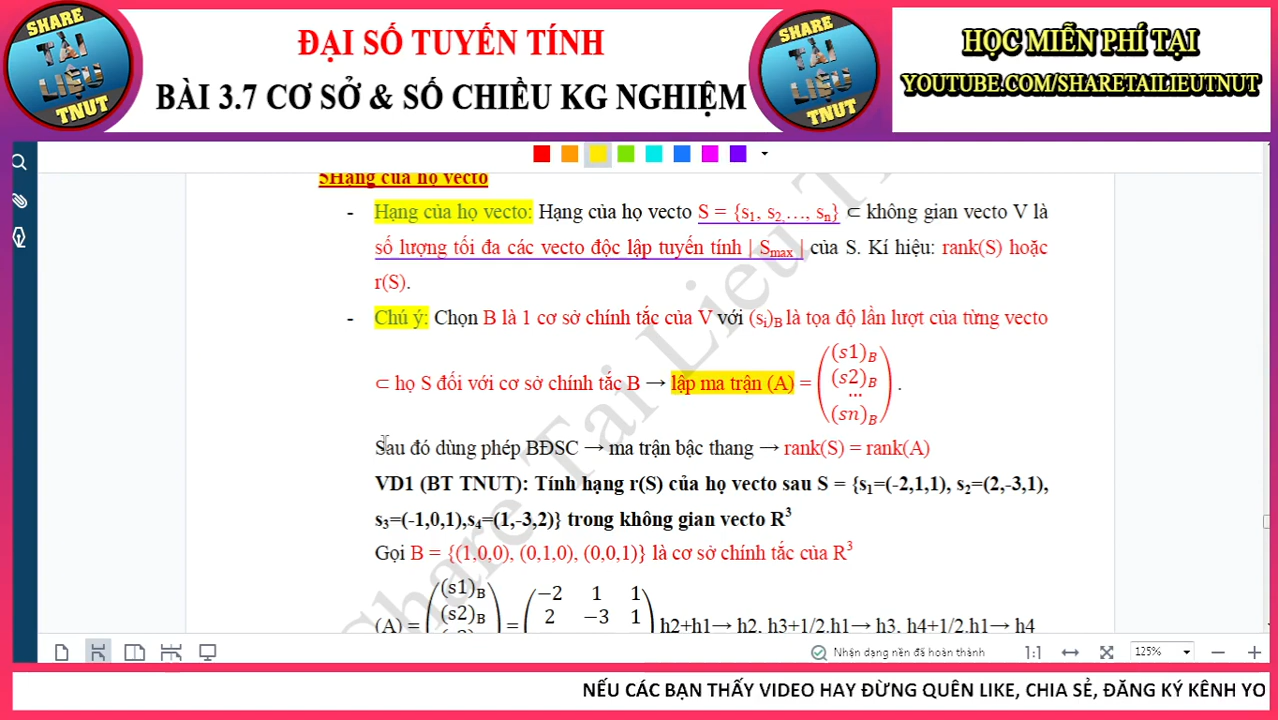 SHARE
TÀI
LIỆU
TNUT
ĐẠI SỐ TUYẾN TÍNH
BÀI 3.7 CƠ SỞ & SỐ CHIỀU KG NGHIỆM
SHARE
TÀI
LIỆU
TNUT
HỌC MIỄN PHÍ TẠI
YOUTUBE.COM/SHARETAILIEUTNUT
5Hạng của họ vecto
- Hạng của họ vecto: Hạng của họ vecto S = {s₁, s₂,…, sₙ} ⊂ không gian vecto V là
số lượng tối đa các vecto độc lập tuyến tính | Smax | của S. Kí hiệu: rank(S) hoặc
r(S).
- Chú ý: Chọn B là 1 cơ sở chính tắc của V với (sᵢ)B là tọa độ lần lượt của từng vecto
⊂ họ S đối với cơ sở chính tắc B → lập ma trận (A) = ((s1)B (s2)B ... (sn)B) .
Sau đó dùng phép BĐSC → ma trận bậc thang → rank(S) = rank(A)
VD1 (BT TNUT): Tính hạng r(S) của họ vecto sau S = {s₁=(-2,1,1), s₂=(2,-3,1),
s₃=(-1,0,1),s₄=(1,-3,2)} trong không gian vecto R³
Gọi B = {(1,0,0), (0,1,0), (0,0,1)} là cơ sở chính tắc của R³
(s1)B −2 1 1
(s2)B 2 −3 1
(A) = = h2+h1→ h2, h3+1/2.h1→ h3, h4+1/2.h1→ h4
Nhận dạng nền đã hoàn thành 1:1 125%
Share Tai Lieu T
NẾU CÁC BẠN THẤY VIDEO HAY ĐỪNG QUÊN LIKE, CHIA SẺ, ĐĂNG KÝ KÊNH YO